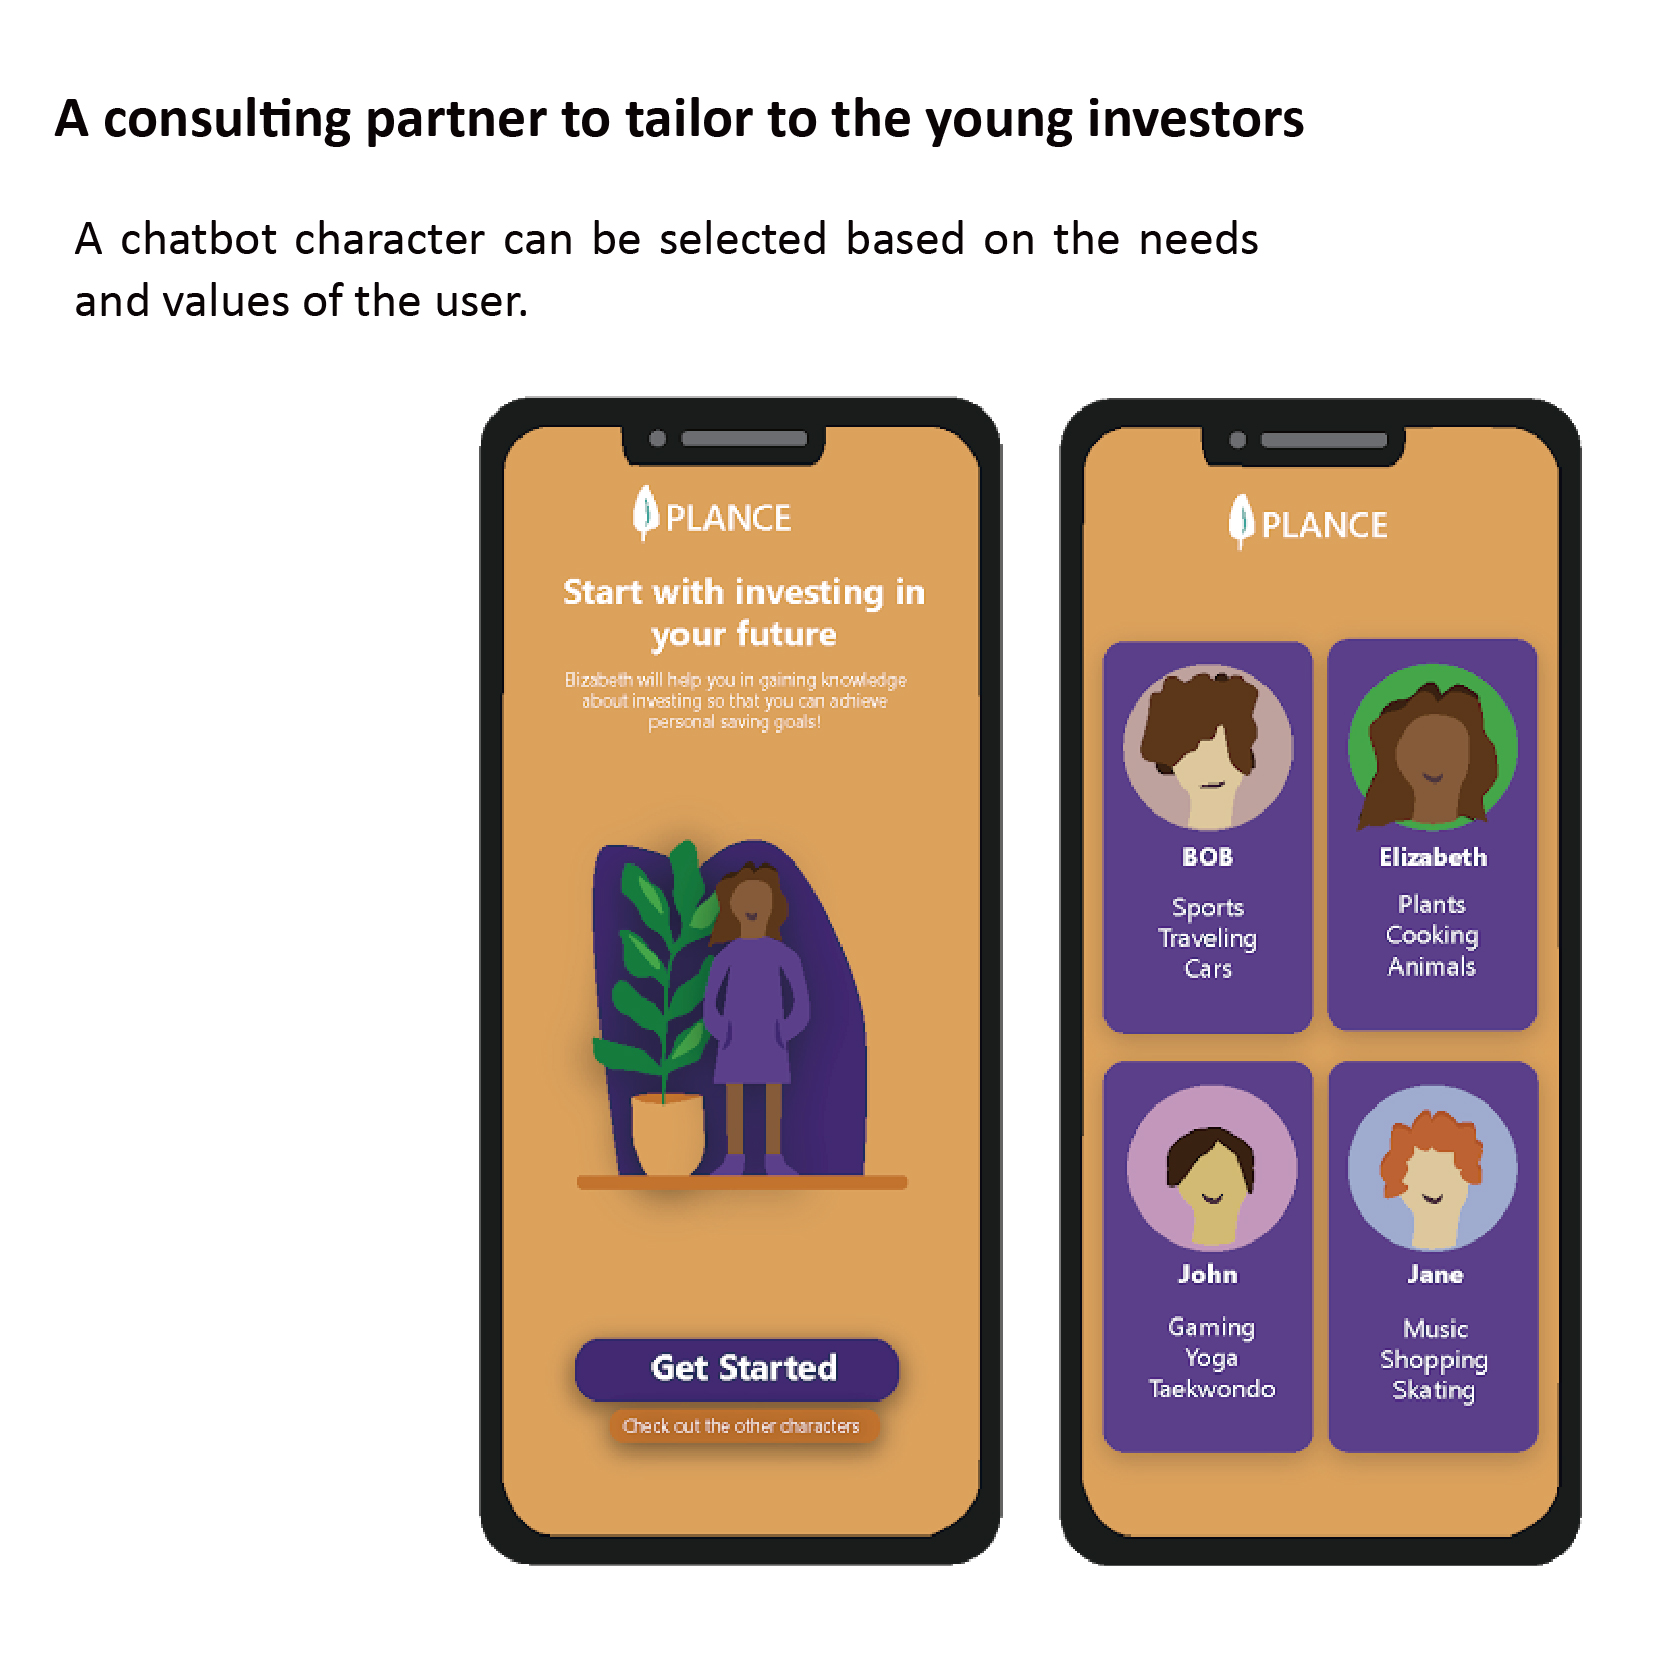 A consulting partner to tailor to the young investors
A chatbot character can be selected based on the needs
and values of the user.
PLANCE
Start with investing in
your future
Elizabeth will help you in gaining knowledge
about investing so that you can achieve
personal saving goals!
Get Started
Check out the other characters
PLANCE
BOB
Sports
Traveling
Cars
Elizabeth
Plants
Cooking
Animals
John
Gaming
Yoga
Taekwondo
Jane
Music
Shopping
Skating